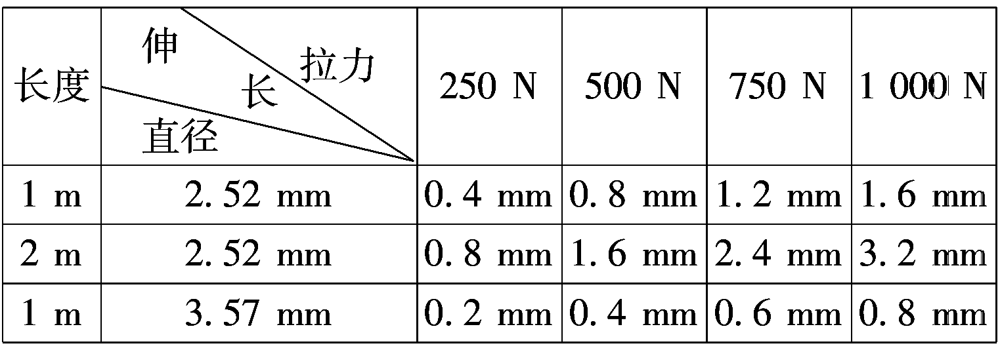 长度 伸长 拉力 直径 250 N 500 N 750 N 1 000 N
1 m 2.52 mm 0.4 mm 0.8 mm 1.2 mm 1.6 mm
2 m 2.52 mm 0.8 mm 1.6 mm 2.4 mm 3.2 mm
1 m 3.57 mm 0.2 mm 0.4 mm 0.6 mm 0.8 mm